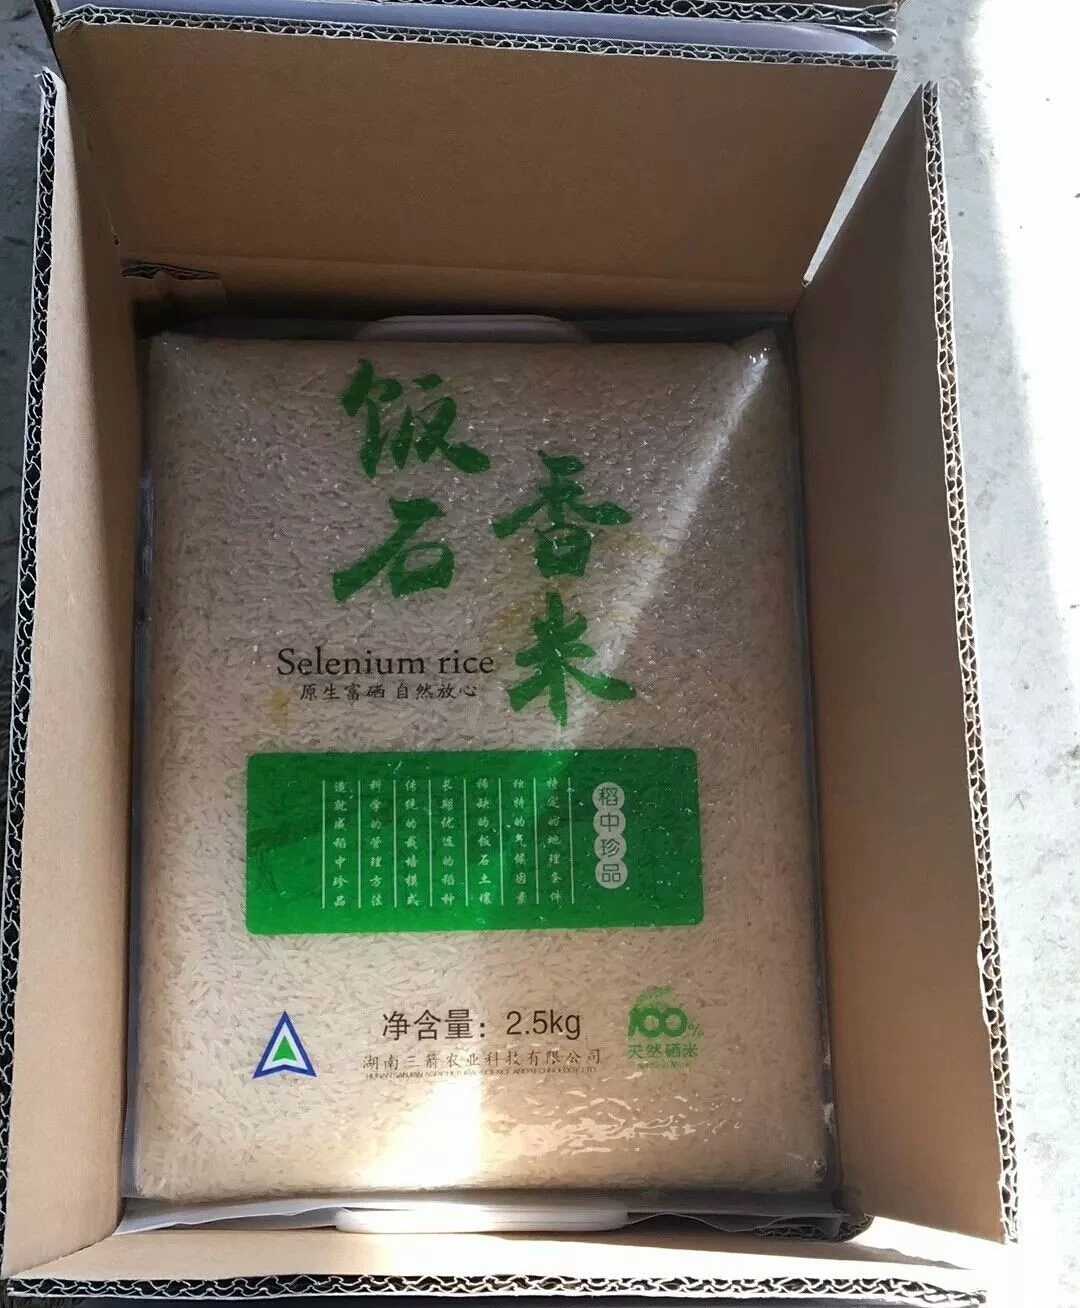 饭石
香米
Selenium rice
原生富硒 自然放心
稻中珍品
特定的地理条件
独特的气候因素
稀缺的饭石土壤
长期优选的稻种
传统的栽培模式
科学的管理方法
造就成稻中珍品
净含量：2.5kg
湖南三箭农业科技有限公司
100%
天然硒米